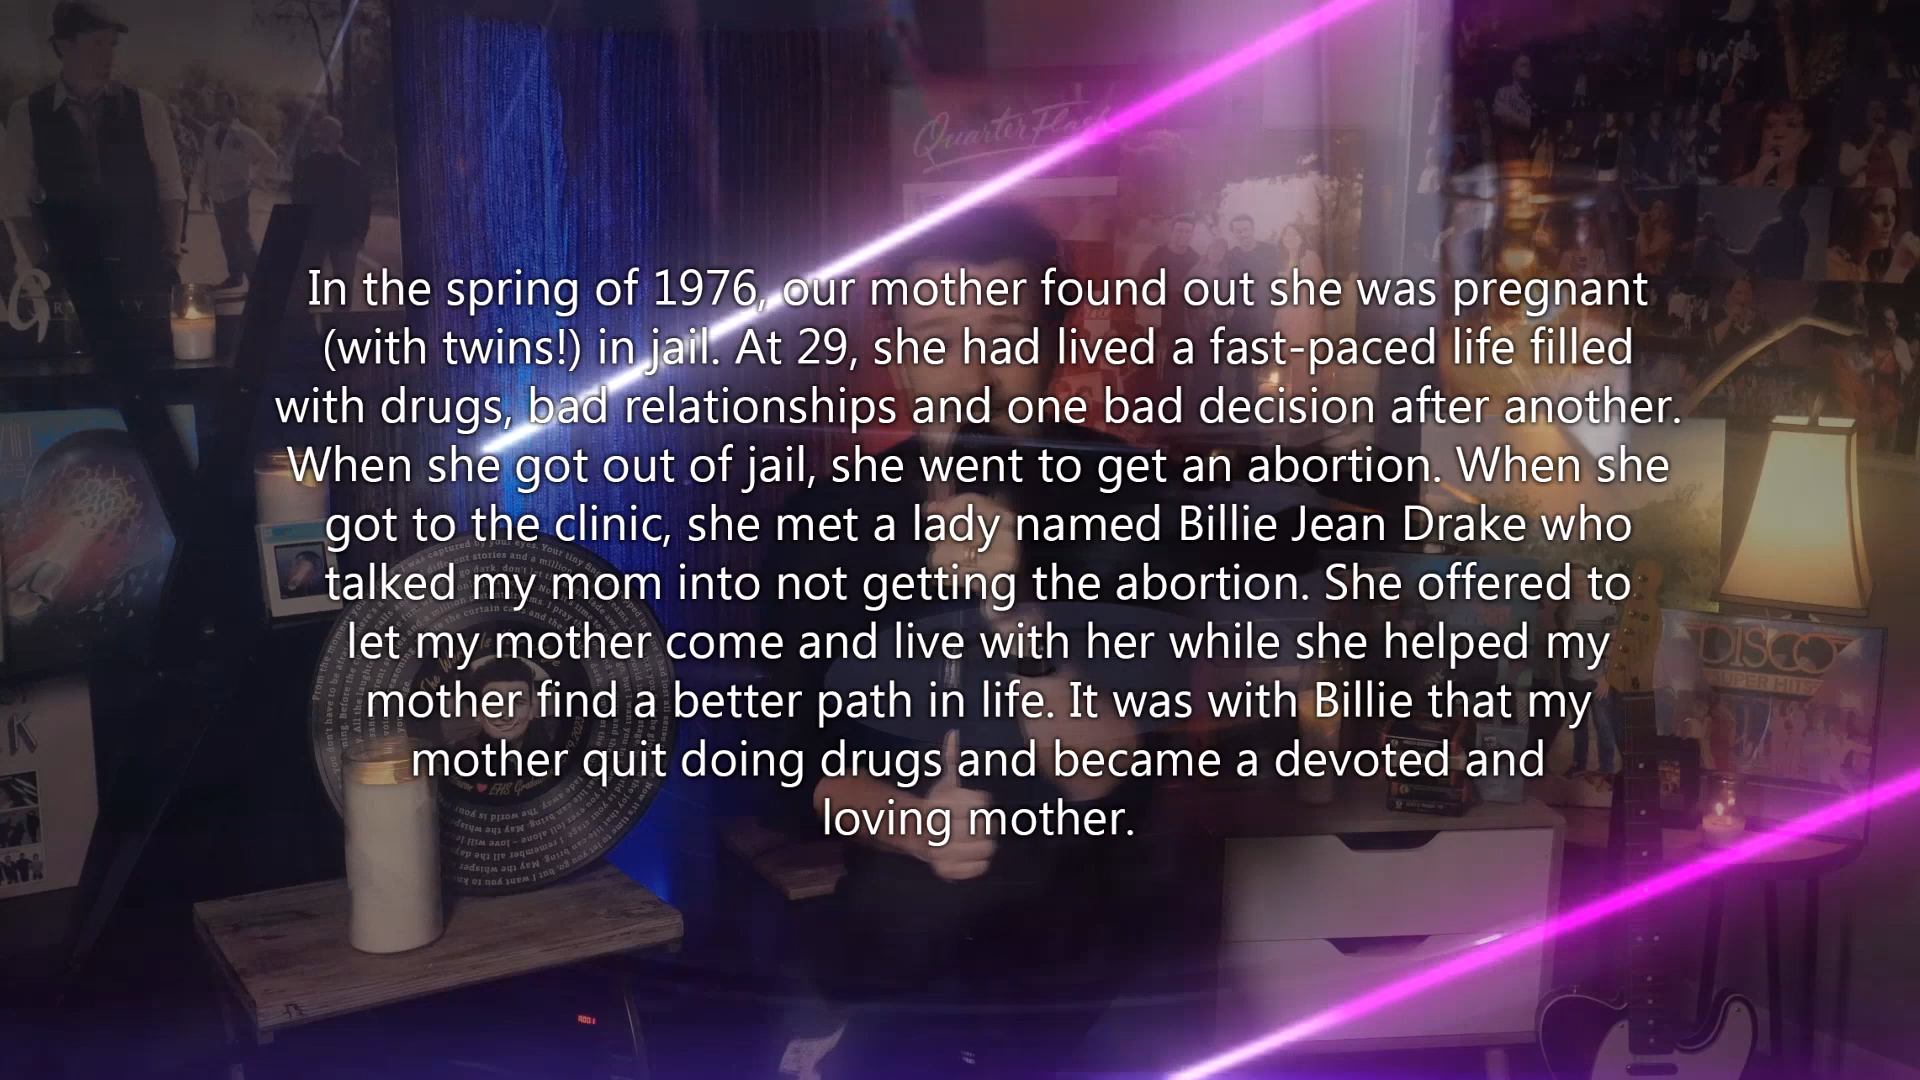 Quarter Flash
In the spring of 1976, our mother found out she was pregnant
(with twins!) in jail. At 29, she had lived a fast-paced life filled
with drugs, bad relationships and one bad decision after another.
When she got out of jail, she went to get an abortion. When she
got to the clinic, she met a lady named Billie Jean Drake who
talked my mom into not getting the abortion. She offered to
let my mother come and live with her while she helped my
mother find a better path in life. It was with Billie that my
mother quit doing drugs and became a devoted and
loving mother.
DISCO
SUPER HITS